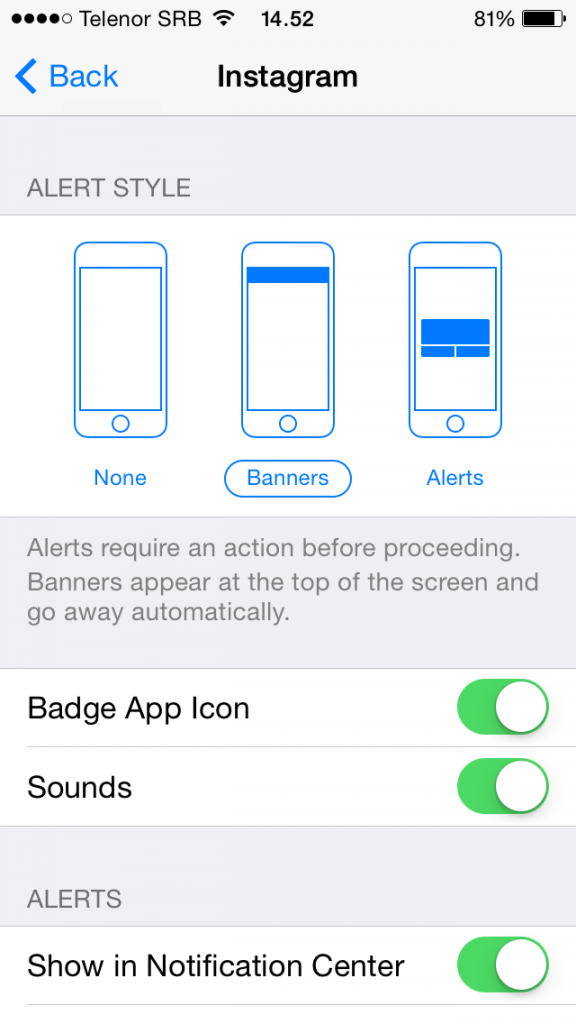 Telenor SRB 14.52 81%
Back Instagram
ALERT STYLE
None Banners Alerts
Alerts require an action before proceeding.
Banners appear at the top of the screen and
go away automatically.
Badge App Icon
Sounds
ALERTS
Show in Notification Center